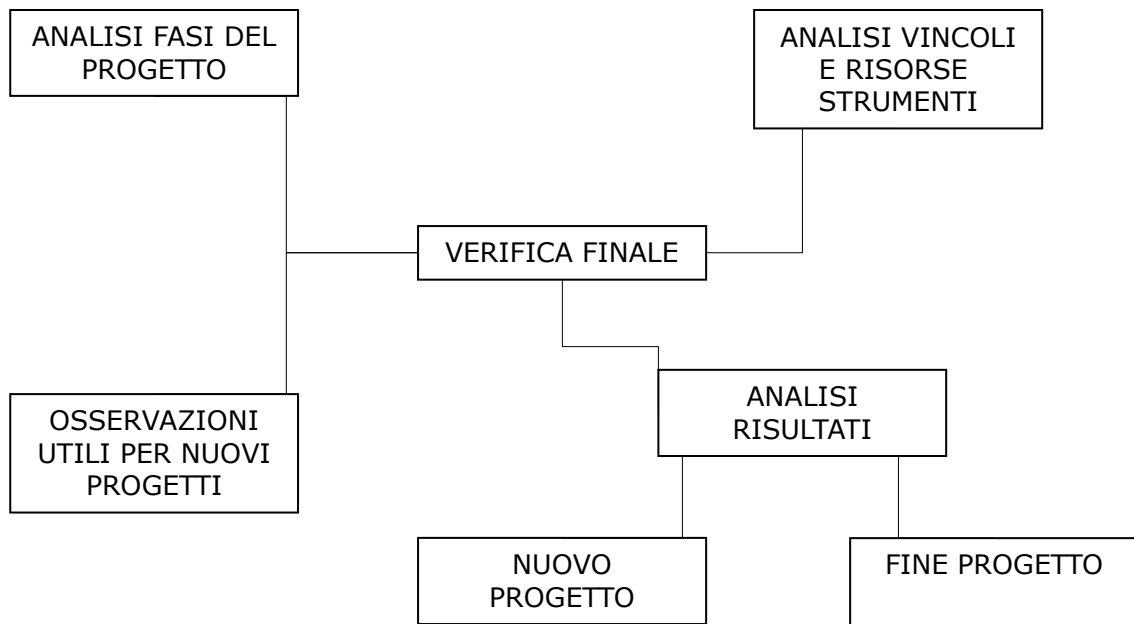 ANALISI FASI DEL
PROGETTO
ANALISI VINCOLI
E RISORSE
STRUMENTI
VERIFICA FINALE
OSSERVAZIONI
UTILI PER NUOVI
PROGETTI
ANALISI
RISULTATI
NUOVO
PROGETTO
FINE PROGETTO